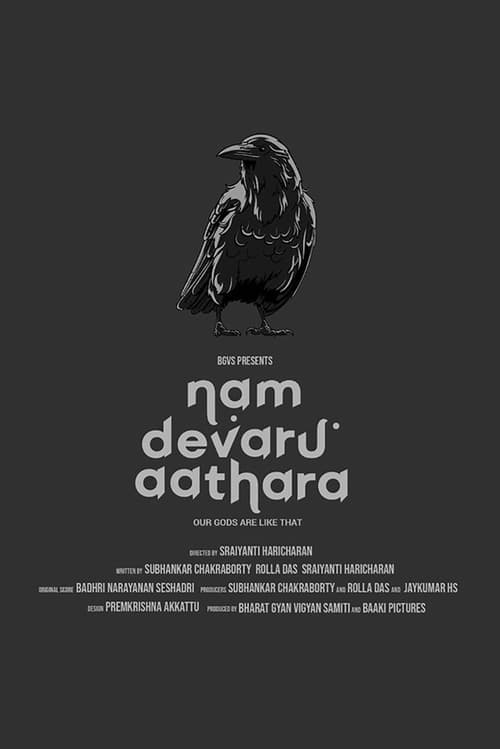 BGVS PRESENTS
nam
devaru
aathara
OUR GODS ARE LIKE THAT
DIRECTED BY SRAIYANTI HARICHARAN
WRITTEN BY SUBHANKAR CHAKRABORTY ROLLA DAS SRAIYANTI HARICHARAN
ORIGINAL SCORE BADHRI NARAYANAN SESHADRI PRODUCERS SUBHANKAR CHAKRABORTY AND ROLLA DAS AND JAYKUMAR HS
DESIGN PREMKRISHNA AKKATTU PRODUCED BY BHARAT GYAN VIGYAN SAMITI AND BAAKI PICTURES